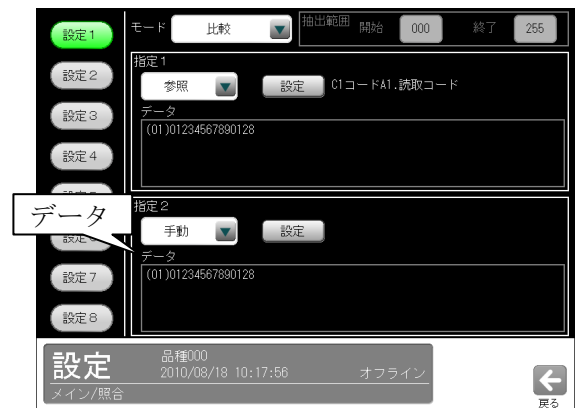 設定1
モード 比較 抽出範囲 開始 000 終了 255
設定2
指定1
参照 設定 C1コードA1.読取コード
設定3
データ
(01)01234567890128
設定4
データ
指定2
手動 設定
データ
設定7
(01)01234567890128
設定8
設定
品種000
2010/08/18 10:17:56 オフライン
メイン/照合
戻る